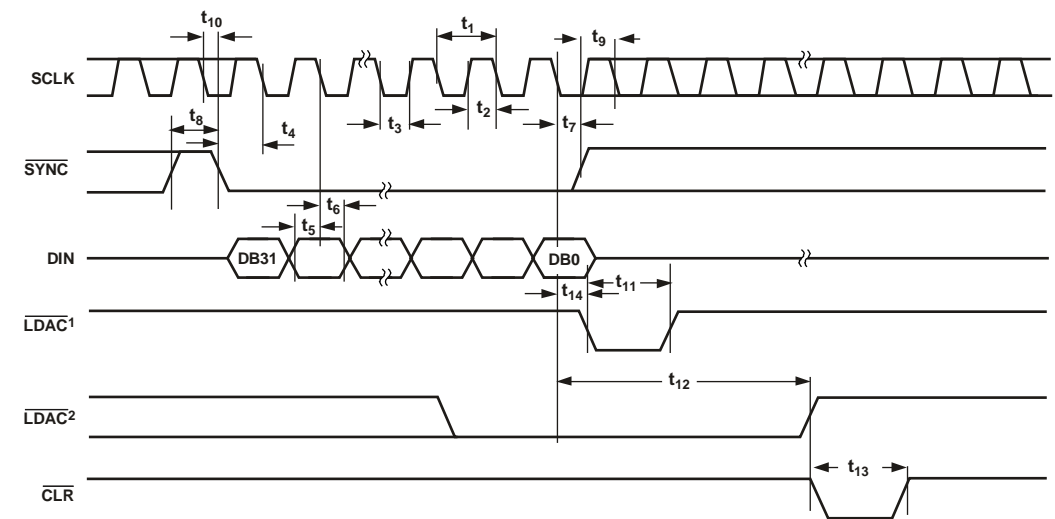 t10
t1
t9
SCLK
t8
t4
t3
t2
t7
SYNC
t6
t5
DIN
DB31
DB0
t14
t11
LDAC1
t12
LDAC2
t13
CLR